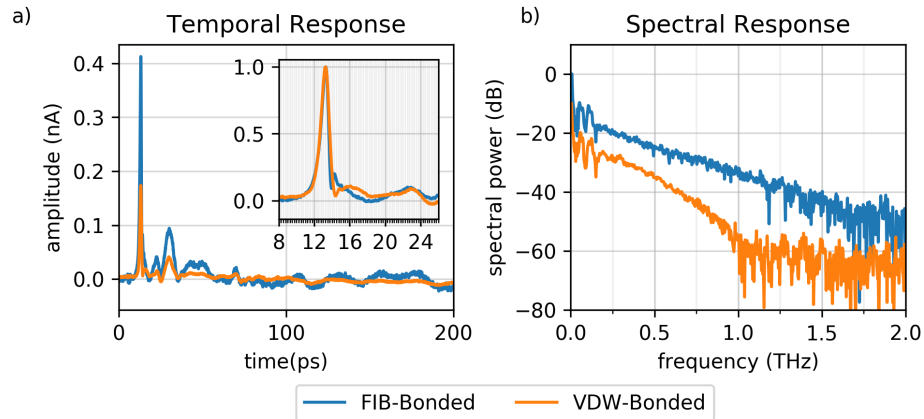 a)
Temporal Response
amplitude (nA)
0.4
0.3
0.2
0.1
0.0
0
100
200
time(ps)
1.0
0.5
0.0
8
12
16
20
24
b)
Spectral Response
spectral power (dB)
0
−20
−40
−60
−80
0.0
0.5
1.0
1.5
2.0
frequency (THz)
FIB-Bonded
VDW-Bonded